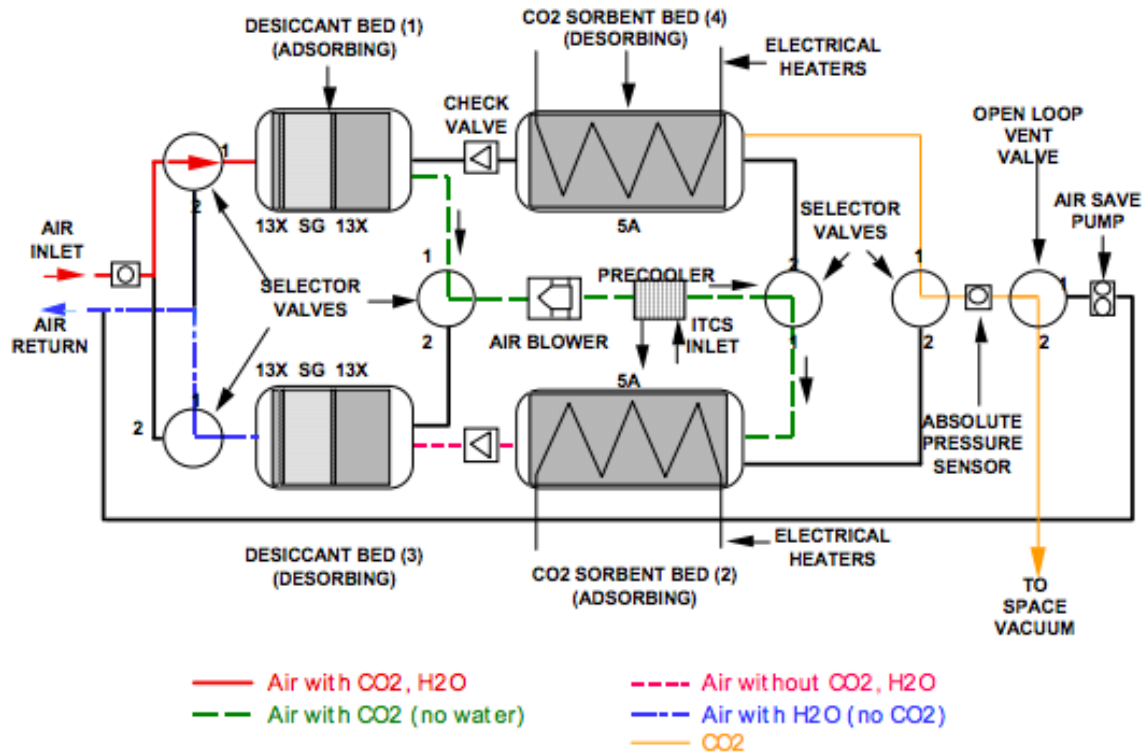 DESICCANT BED (1)
(ADSORBING)
CO2 SORBENT BED (4)
(DESORBING)
ELECTRICAL
HEATERS
CHECK
VALVE
OPEN LOOP
VENT
VALVE
AIR SAVE
PUMP
1
2
13X SG 13X
5A
SELECTOR
VALVES
AIR
INLET
SELECTOR
VALVES
1
PRECOOLER
2
1
1
AIR
RETURN
2
AIR BLOWER
ITCS
INLET
1
2
2
13X SG 13X
5A
1
2
ABSOLUTE
PRESSURE
SENSOR
DESICCANT BED (3)
(DESORBING)
CO2 SORBENT BED (2)
(ADSORBING)
ELECTRICAL
HEATERS
TO
SPACE
VACUUM
Air with CO2, H2O
Air without CO2, H2O
Air with CO2 (no water)
Air with H2O (no CO2)
CO2